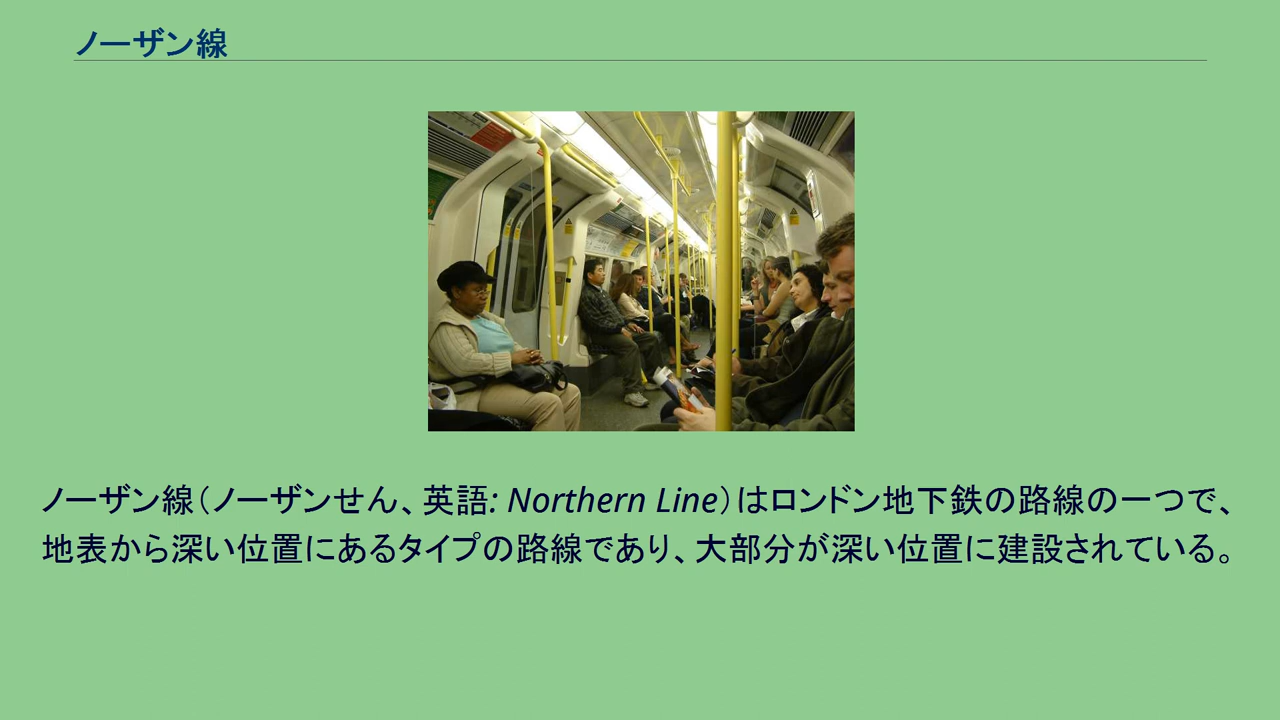 ノーザン線
ノーザン線（ノーザンせん、英語: Northern Line）はロンドン地下鉄の路線の一つで、
地表から深い位置にあるタイプの路線であり、大部分が深い位置に建設されている。